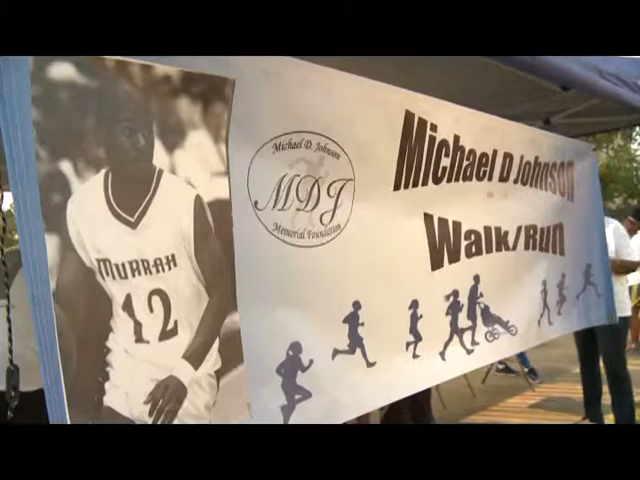 Michael D Johnson
Walk/Run
Michael D. Johnson
MDJ
Memorial Foundation
MURRAH
12